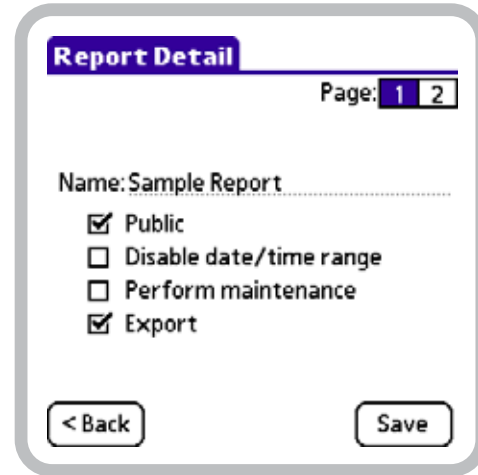 Report Detail
Page: 1 2
Name: Sample Report
Public
Disable date/time range
Perform maintenance
Export
< Back Save